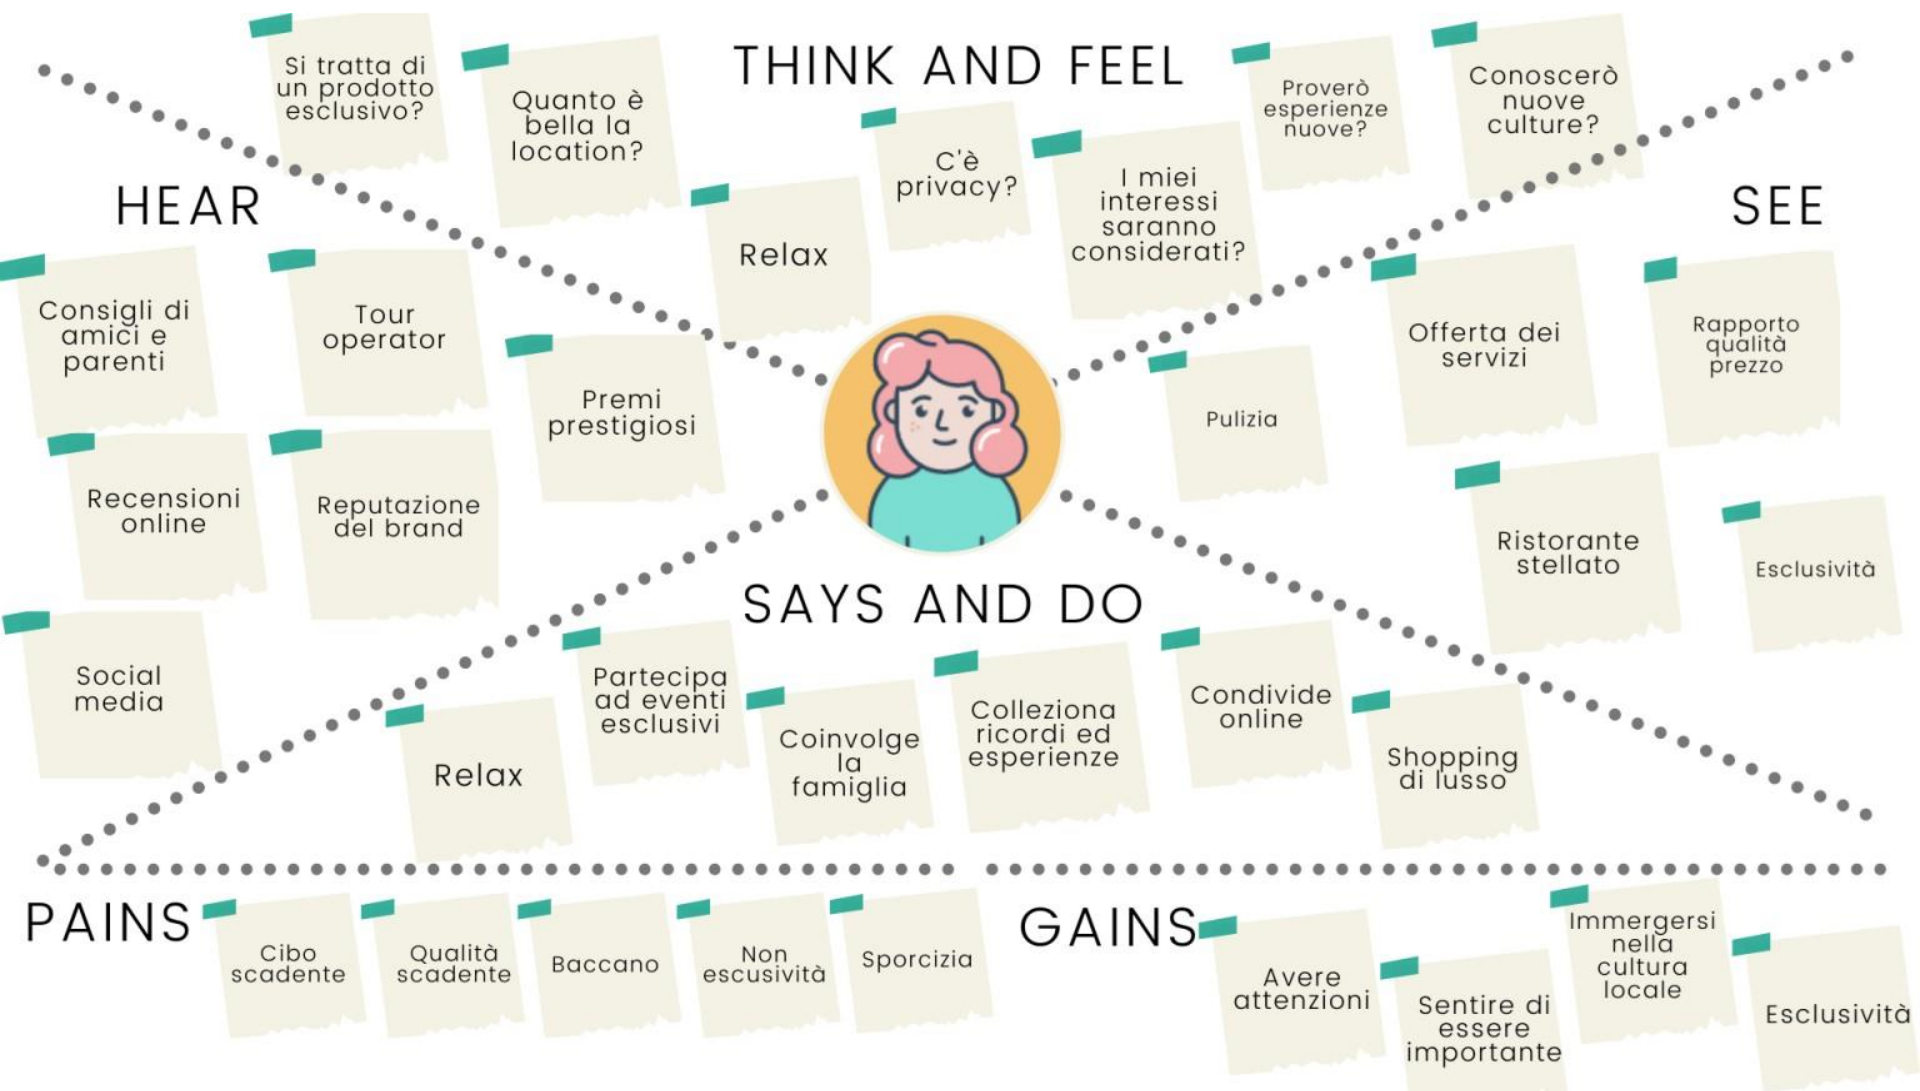 THINK AND FEEL
Si tratta di
un prodotto
esclusivo?
Quanto è
bella la
location?
Relax
C'è
privacy?
I miei
interessi
saranno
considerati?
Proverò
esperienze
nuove?
Conoscerò
nuove
culture?
HEAR
Consigli di
amici e
parenti
Tour
operator
Premi
prestigiosi
Recensioni
online
Reputazione
del brand
Social
media
SEE
Offerta dei
servizi
Rapporto
qualità
prezzo
Pulizia
Ristorante
stellato
Esclusività
SAYS AND DO
Relax
Partecipa
ad eventi
esclusivi
Coinvolge
la
famiglia
Colleziona
ricordi ed
esperienze
Condivide
online
Shopping
di lusso
PAINS
Cibo
scadente
Qualità
scadente
Baccano
Non
escusività
Sporcizia
GAINS
Avere
attenzioni
Sentire di
essere
importante
Immergersi
nella
cultura
locale
Esclusività